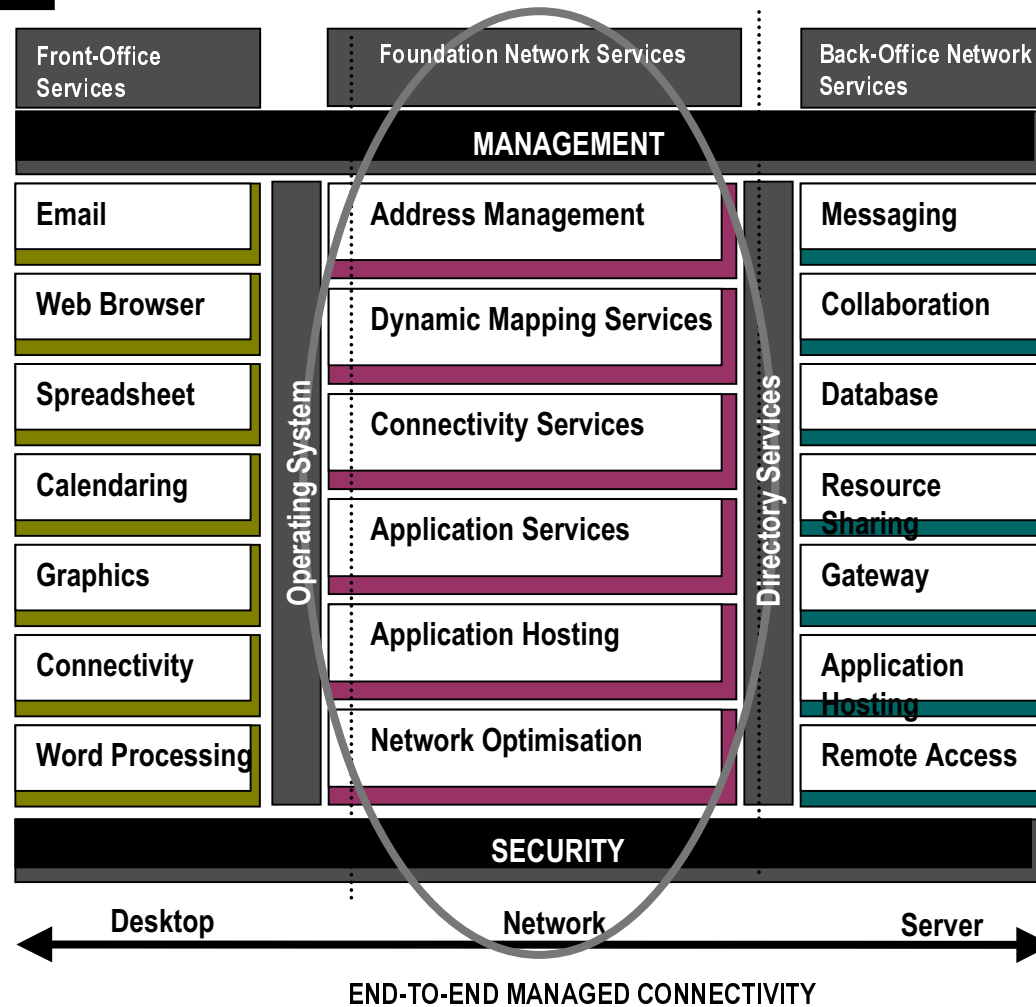 Front-Office
Services
Foundation Network Services
Back-Office Network
Services
MANAGEMENT
Email
Web Browser
Spreadsheet
Calendaring
Graphics
Connectivity
Word Processing
Operating System
Address Management
Dynamic Mapping Services
Connectivity Services
Application Services
Application Hosting
Network Optimisation
Directory Services
Messaging
Collaboration
Database
Resource
Sharing
Gateway
Application
Hosting
Remote Access
SECURITY
Desktop
Network
Server
END-TO-END MANAGED CONNECTIVITY